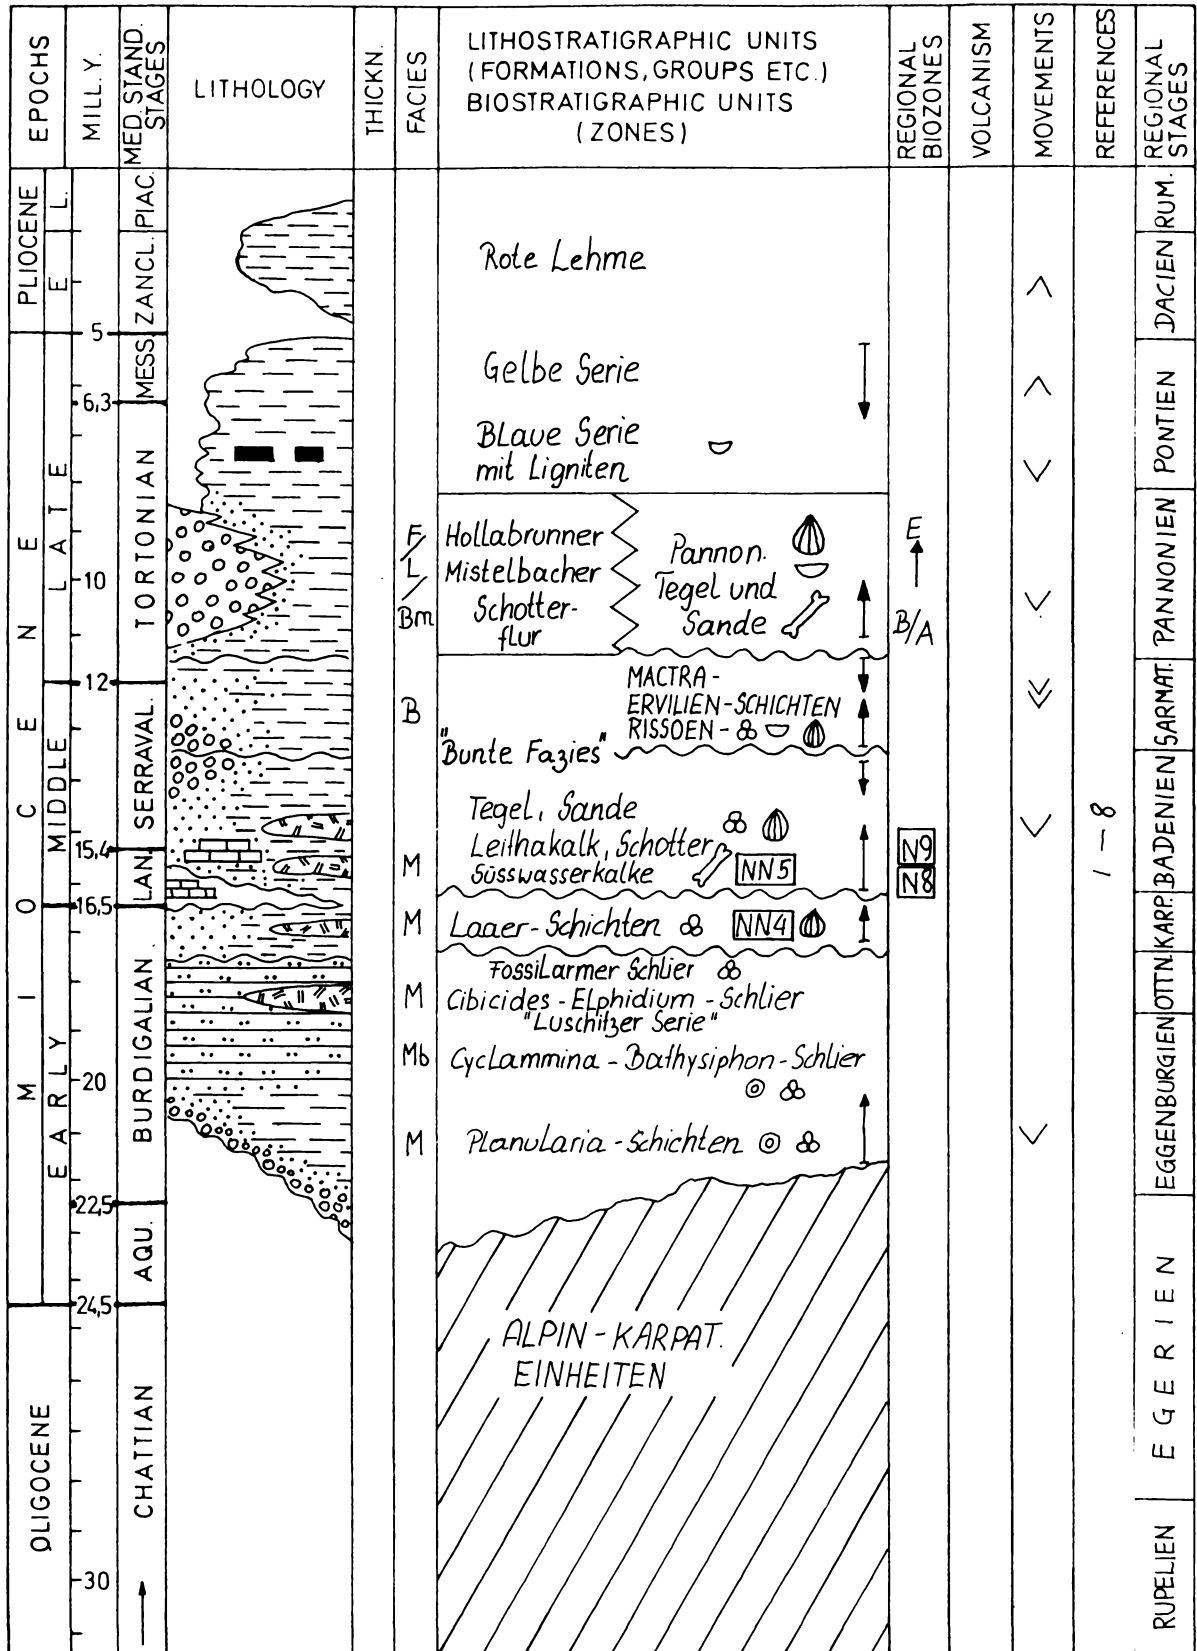 EPOCHS
MILL.Y.
MED.STAND.
STAGES
LITHOLOGY
THICKN.
FACIES
LITHOSTRATIGRAPHIC UNITS
(FORMATIONS, GROUPS ETC.)
BIOSTRATIGRAPHIC UNITS
(ZONES)
REGIONAL
BIOZONES
VOLCANISM
MOVEMENTS
REFERENCES
REGIONAL
STAGES
PLIOCENE
L.
E
PIAC.
ZANCL.
Rote Lehme
RUM.
DACIEN
5
MIOCENE
LATE
MESS.
6,3
Gelbe Serie
Blaue Serie
mit Ligniten
PONTIEN
TORTONIAN
10
F/
L/
Bm
Hollabrunner
Mistelbacher
Schotter-
flur
Pannon.
Tegel und
Sande
E
B/A
PANNONIEN
12
MIDDLE
SERRAVAL.
B
MACTRA-
ERVILIEN-SCHICHTEN
RISSOEN-
"Bunte Fazies"
SARMAT.
15,4
LAN.
M
Tegel, Sande
Leithakalk, Schotter
Süsswasserkalke
NN5
N9
N8
1-8
BADENIEN
16,5
EARLY
BURDIGALIAN
M
Laaer-Schichten
NN4
KARP.
Fossilarmer Schlier
M
Cibicides-Elphidium-Schlier
"Luschitzer Serie"
OTTN.
Mb
Cyclammina-Bathysiphon-Schlier
20
M
Planularia-Schichten
EGGENBURGIEN
22,5
AQU.
24,5
OLIGOCENE
CHATTIAN
ALPIN-KARPAT.
EINHEITEN
EGERIEN
30
RUPELIEN